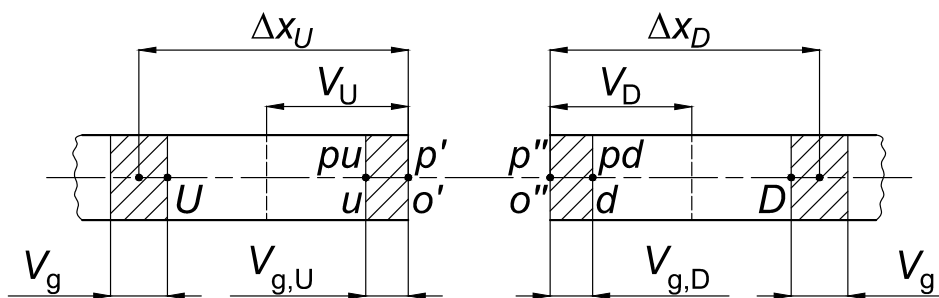 Δx_U Δx_D
V_U V_D
pu p′ p″ pd
U u o′ o″ d D
V_g V_g,U V_g,D V_g